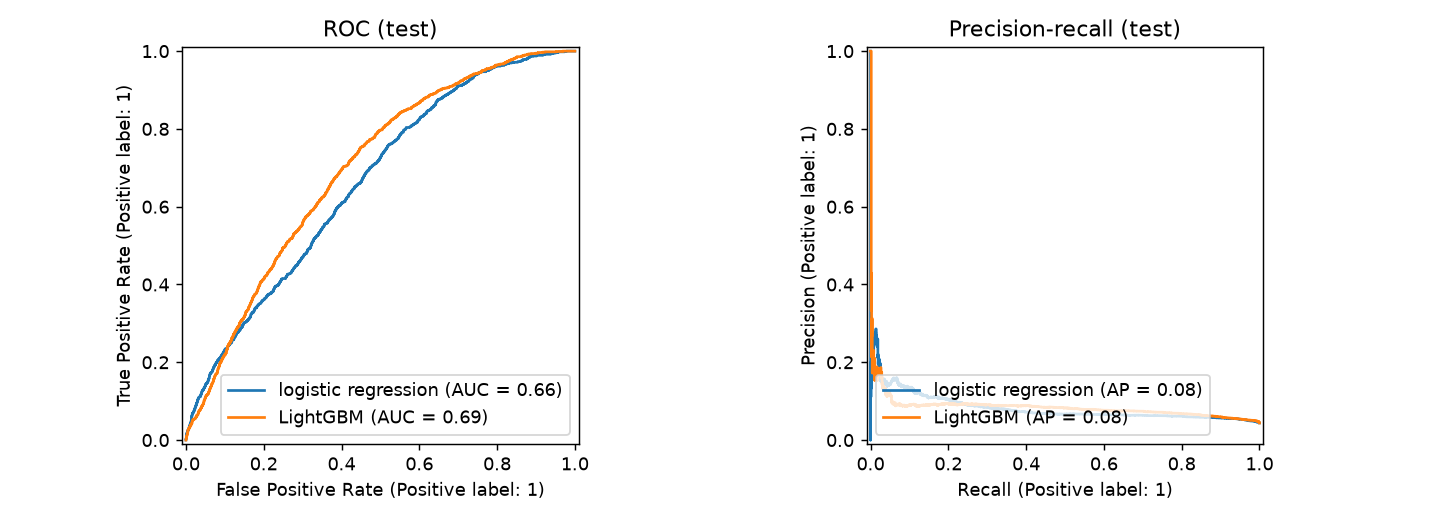 ROC (test)
True Positive Rate (Positive label: 1)
1.0
0.8
0.6
0.4
0.2
0.0
logistic regression (AUC = 0.66)
LightGBM (AUC = 0.69)
0.0 0.2 0.4 0.6 0.8 1.0
False Positive Rate (Positive label: 1)
Precision-recall (test)
Precision (Positive label: 1)
1.0
0.8
0.6
0.4
0.2
0.0
logistic regression (AP = 0.08)
LightGBM (AP = 0.08)
0.0 0.2 0.4 0.6 0.8 1.0
Recall (Positive label: 1)